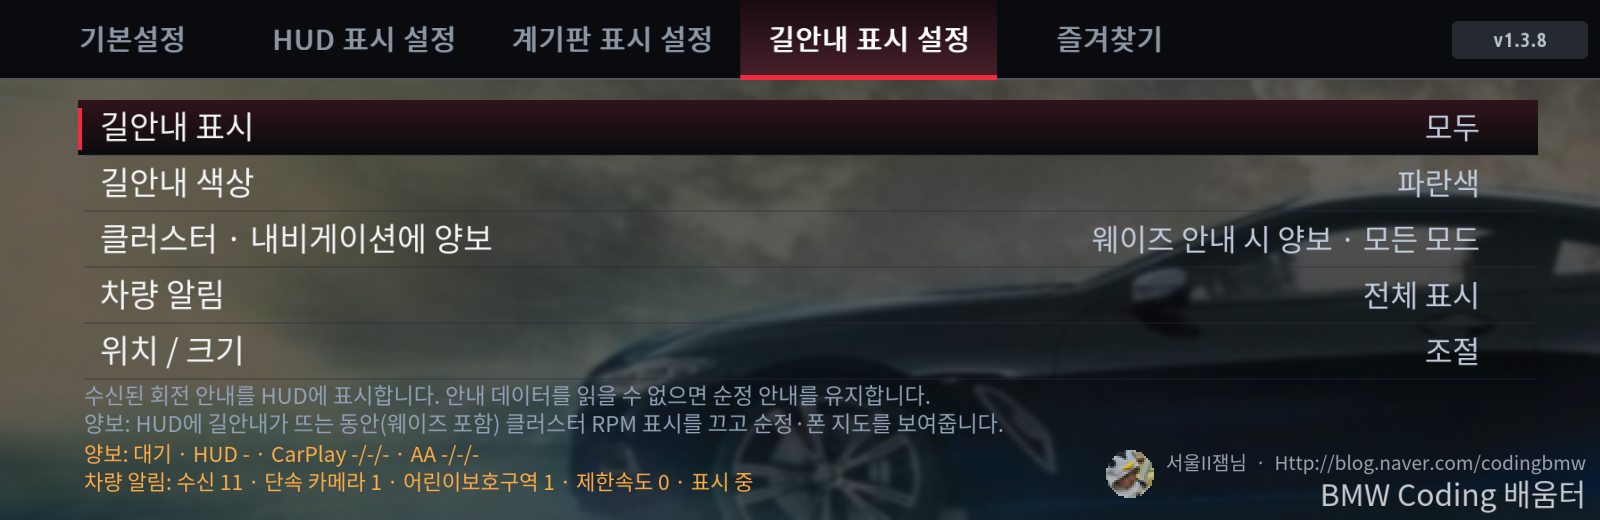 기본설정 HUD 표시 설정 계기판 표시 설정 길안내 표시 설정 즐겨찾기 v1.3.8
길안내 표시 모두
길안내 색상 파란색
클러스터 · 내비게이션에 양보 웨이즈 안내 시 양보 · 모든 모드
차량 알림 전체 표시
위치 / 크기 조절
수신된 회전 안내를 HUD에 표시합니다. 안내 데이터를 읽을 수 없으면 순정 안내를 유지합니다.
양보: HUD에 길안내가 뜨는 동안(웨이즈 포함) 클러스터 RPM 표시를 끄고 순정·폰 지도를 보여줍니다.
양보: 대기 · HUD - · CarPlay -/-/- · AA -/-/-
차량 알림: 수신 11 · 단속 카메라 1 · 어린이보호구역 1 · 제한속도 0 · 표시 중
서울II잼님 · Http://blog.naver.com/codingbmw
BMW Coding 배움터